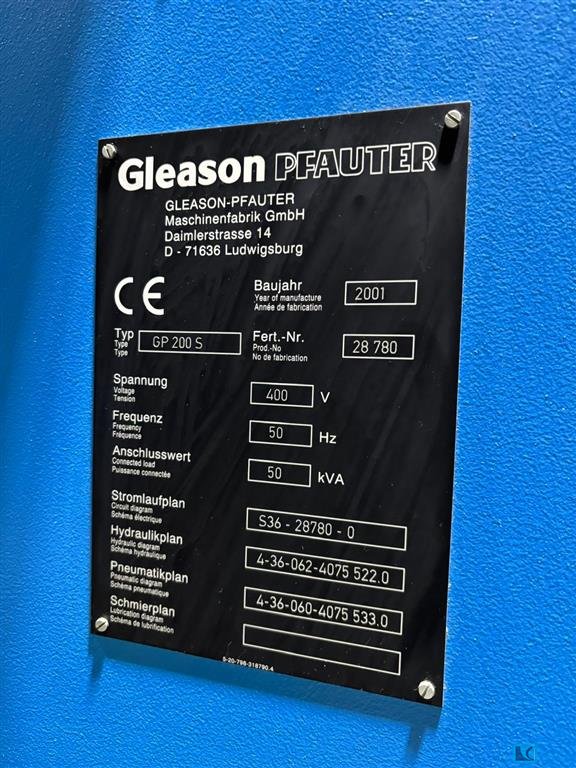 Gleason PFAUTER
GLEASON-PFAUTER
Maschinenfabrik GmbH
Daimlerstrasse 14
D - 71636 Ludwigsburg
CE
Baujahr
Year of manufacture
Année de fabrication
2001
Typ
Type
Type
GP 200 S
Fert.-Nr.
Prod.-No
No de fabrication
28 780
Spannung
Voltage
Tension
400 V
Frequenz
Frequency
Fréquence
50 Hz
Anschlusswert
Connected load
Puissance connectée
50 kVA
Stromlaufplan
Circuit diagram
Schéma électrique
S36 - 28780 - 0
Hydraulikplan
Hydraulic diagram
Schéma hydraulique
4-36-062-4075 522.0
Pneumatikplan
Pneumatic diagram
Schéma pneumatique
4-36-060-4075 533.0
Schmierplan
Lubrication diagram
Schéma de lubrification
S-20-798-318790.4